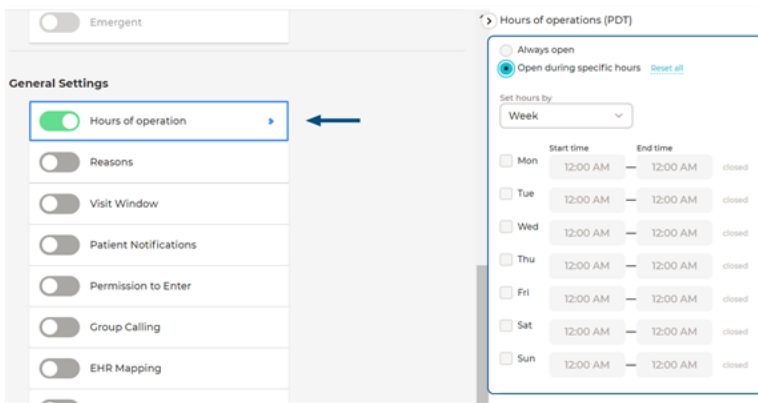 Emergent
General Settings
Hours of operation
Reasons
Visit Window
Patient Notifications
Permission to Enter
Group Calling
EHR Mapping
Hours of operations (PDT)
Always open
Open during specific hours Reset all
Set hours by
Week
Start time End time
Mon 12:00 AM — 12:00 AM closed
Tue 12:00 AM — 12:00 AM closed
Wed 12:00 AM — 12:00 AM closed
Thu 12:00 AM — 12:00 AM closed
Fri 12:00 AM — 12:00 AM closed
Sat 12:00 AM — 12:00 AM closed
Sun 12:00 AM — 12:00 AM closed